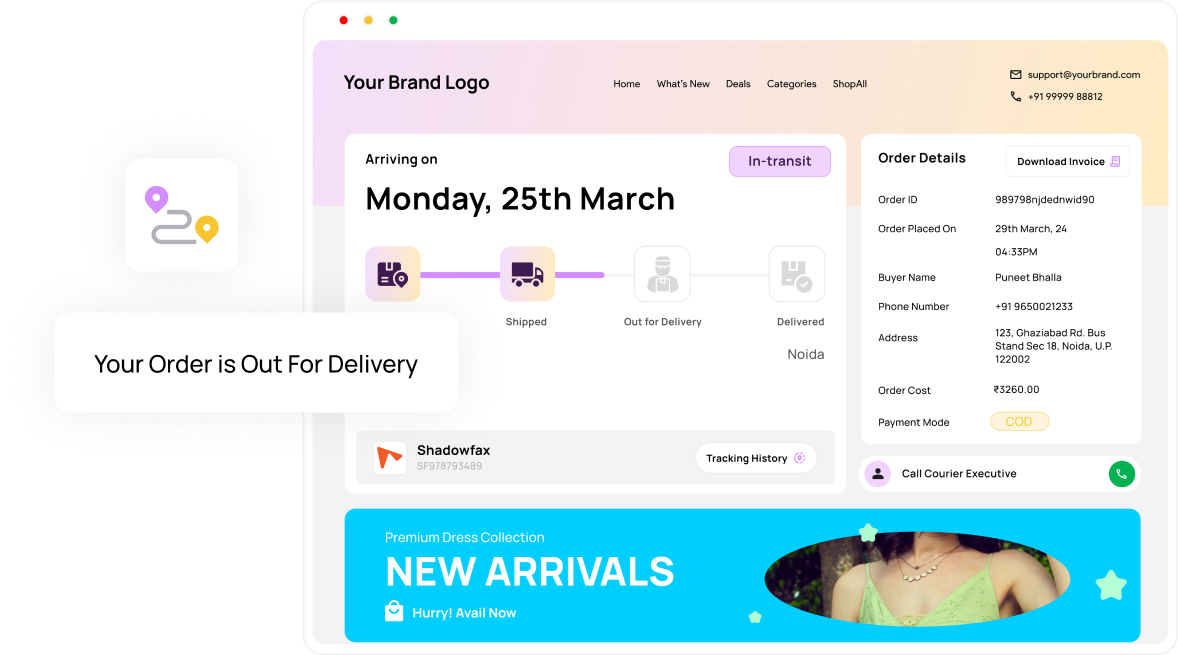 Your Brand Logo
Home
What's New
Deals
Categories
ShopAll
support@yourbrand.com
+91 99999 88812
Arriving on
In-transit
Monday, 25th March
Shipped
Out for Delivery
Delivered
Noida
Your Order is Out For Delivery
Shadowfax
SF978793489
Tracking History
Order Details
Download Invoice
Order ID
989798njdednwid90
Order Placed On
29th March, 24
04:33PM
Buyer Name
Puneet Bhalla
Phone Number
+91 9650021233
Address
123, Ghaziabad Rd. Bus
Stand Sec 18, Noida, U.P.
122002
Order Cost
₹3260.00
Payment Mode
COD
Call Courier Executive
Premium Dress Collection
NEW ARRIVALS
Hurry! Avail Now